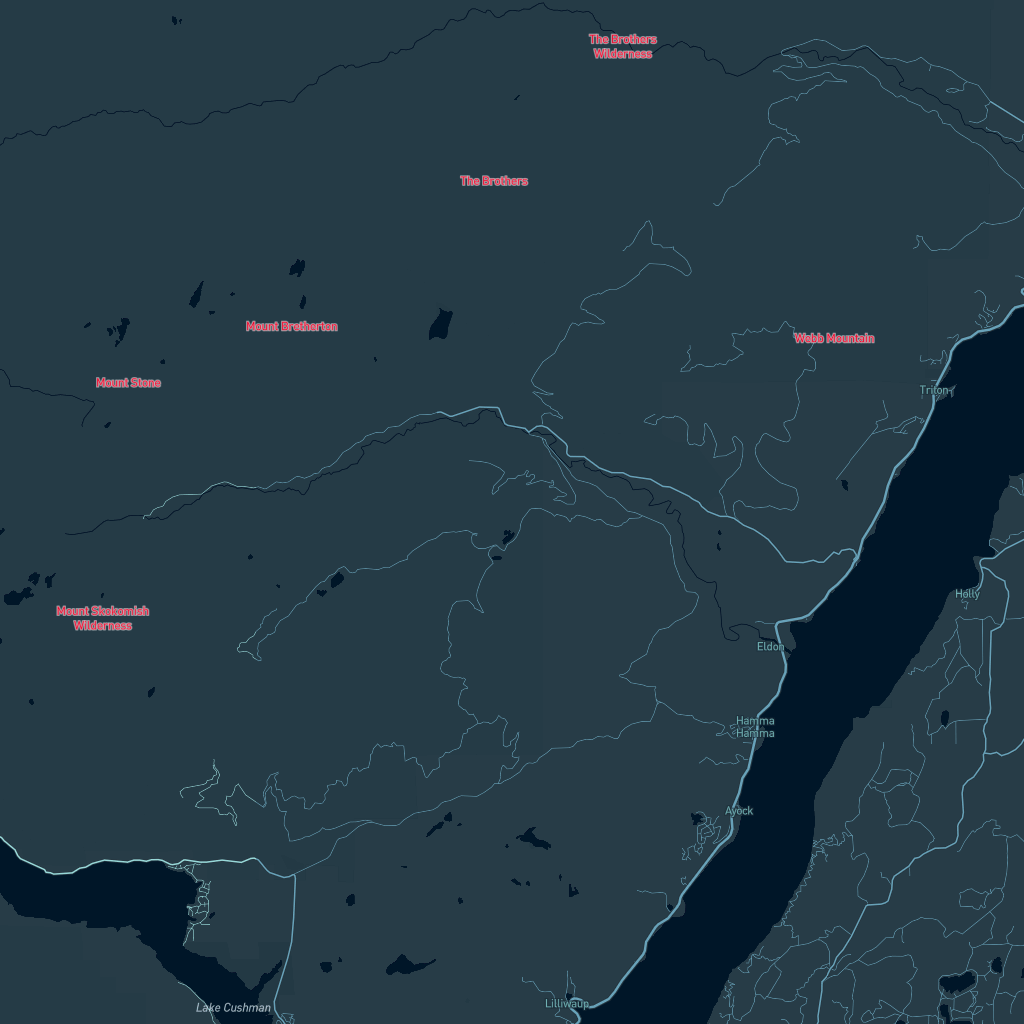 The Brothers
Wilderness
The Brothers
Mount Bretherton
Webb Mountain
Mount Stone
Triton
Holly
Mount Skokomish
Wilderness
Eldon
Hamma
Hamma
Ayock
Lake Cushman
Lilliwaup